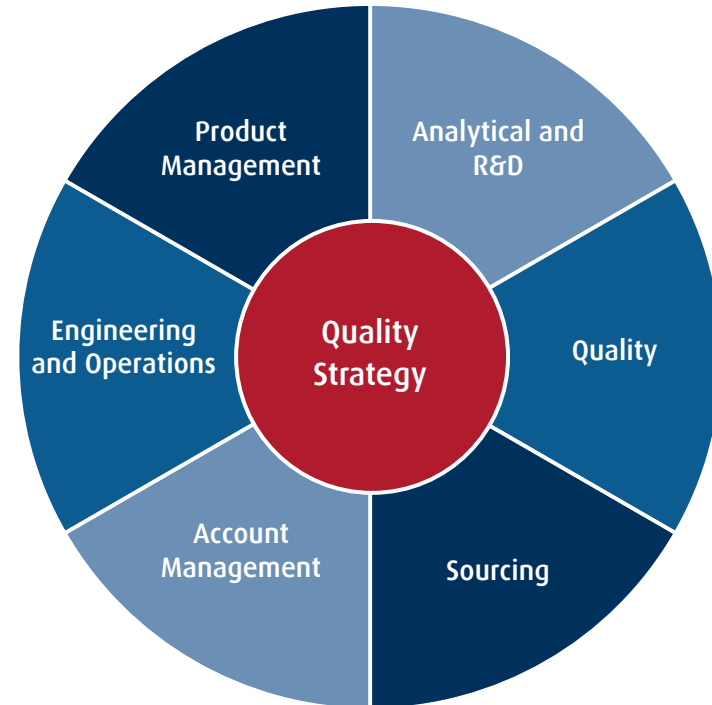 Product
Management
Analytical and
R&D
Engineering
and Operations
Quality
Strategy
Quality
Account
Management
Sourcing